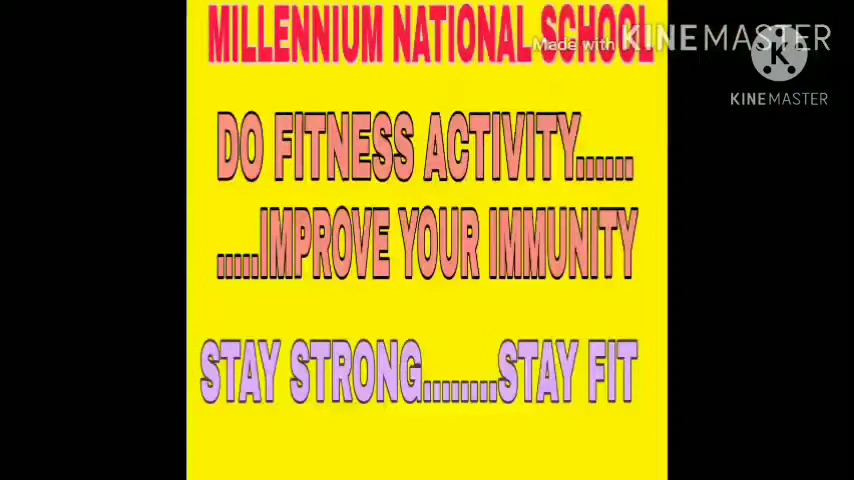 MILLENNIUM NATIONAL SCHOOL
Made with KINEMASTER
K
KINEMASTER
DO FITNESS ACTIVITY.......
.....IMPROVE YOUR IMMUNITY
STAY STRONG.........STAY FIT